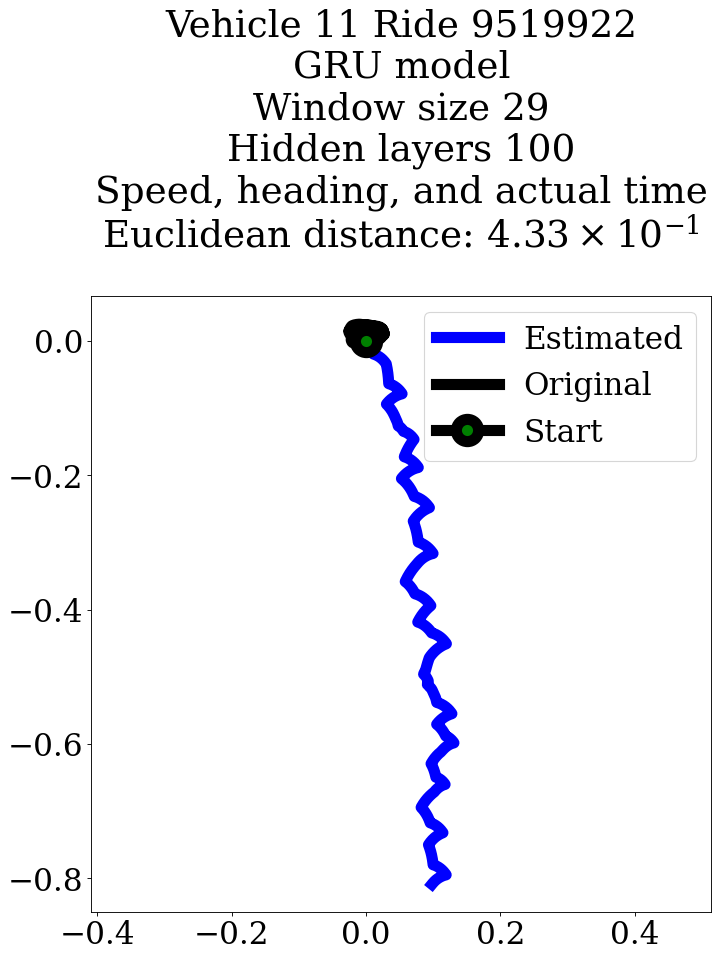 Vehicle 11 Ride 9519922
GRU model
Window size 29
Hidden layers 100
Speed, heading, and actual time
Euclidean distance: 4.33 × 10⁻¹
Estimated
Original
Start
0.0
−0.2
−0.4
−0.6
−0.8
−0.4 −0.2 0.0 0.2 0.4